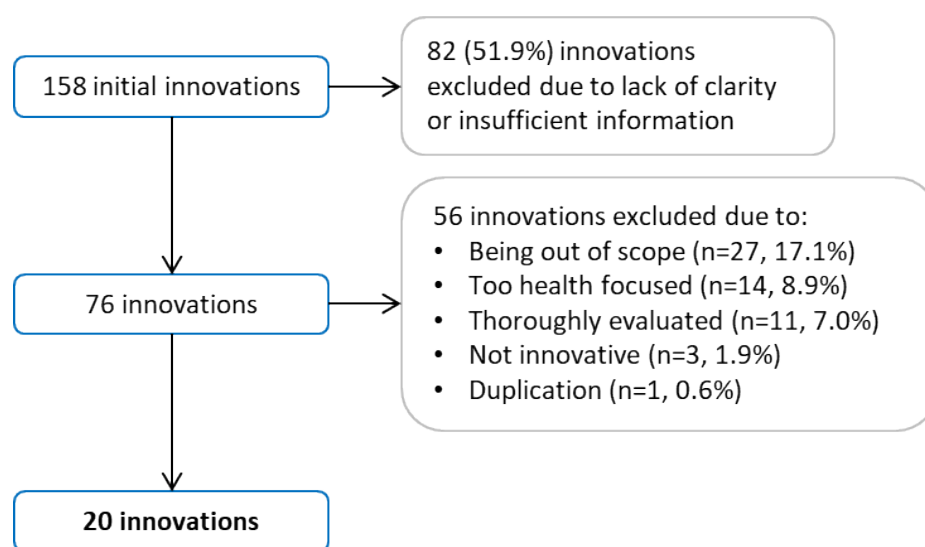 158 initial innovations
82 (51.9%) innovations
excluded due to lack of clarity
or insufficient information
76 innovations
56 innovations excluded due to:
• Being out of scope (n=27, 17.1%)
• Too health focused (n=14, 8.9%)
• Thoroughly evaluated (n=11, 7.0%)
• Not innovative (n=3, 1.9%)
• Duplication (n=1, 0.6%)
20 innovations